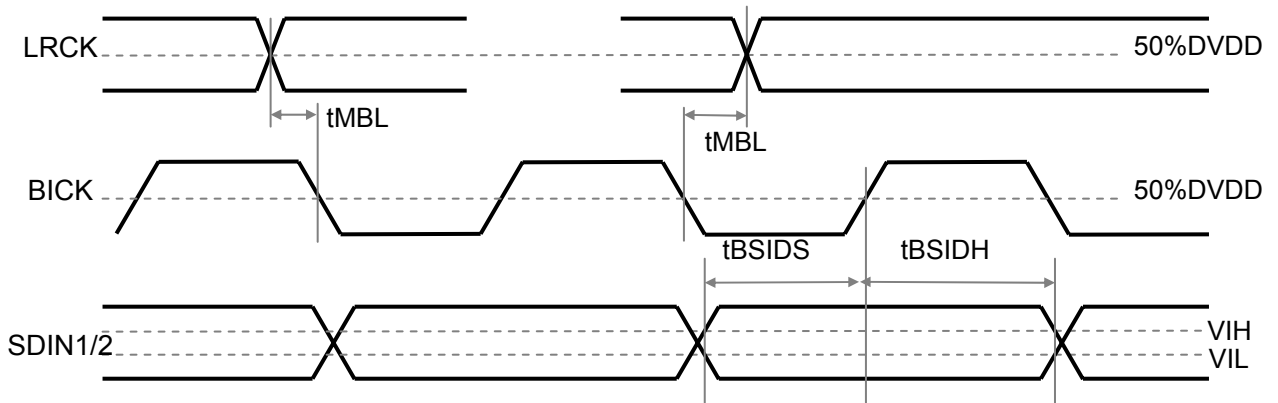 LRCK
50%DVDD
tMBL
tMBL
BICK
50%DVDD
tBSIDS
tBSIDH
SDIN1/2
VIH
VIL